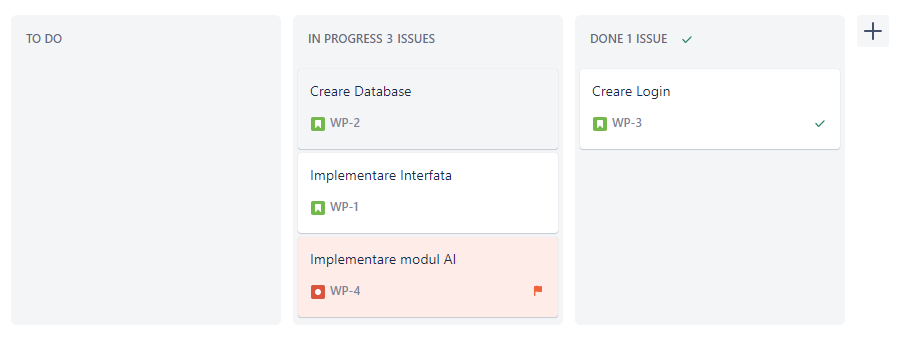 TO DO
IN PROGRESS 3 ISSUES
Creare Database
WP-2
Implementare Interfata
WP-1
Implementare modul AI
WP-4
DONE 1 ISSUE
Creare Login
WP-3